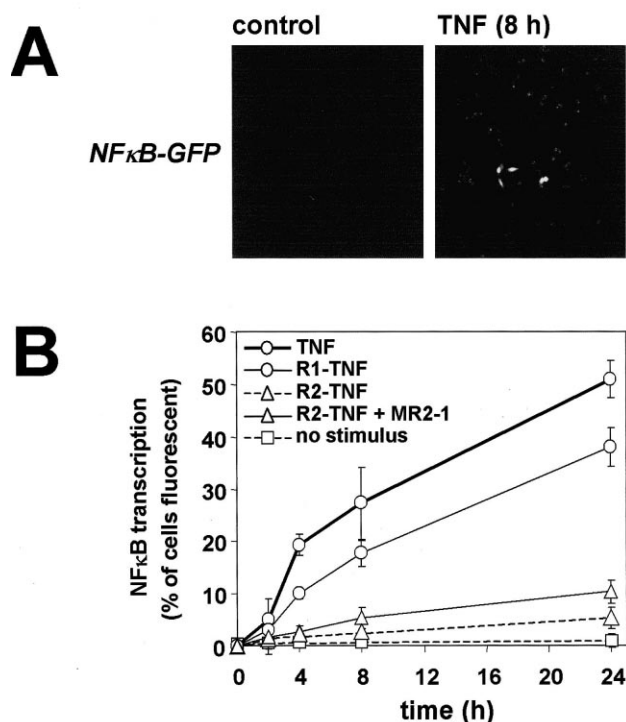 A
control
TNF (8 h)
NFκB-GFP
B
NFκB transcription
(% of cells fluorescent)
60
50
40
30
20
10
0
TNF
R1-TNF
R2-TNF
R2-TNF + MR2-1
no stimulus
0 4 8 12 16 20 24
time (h)